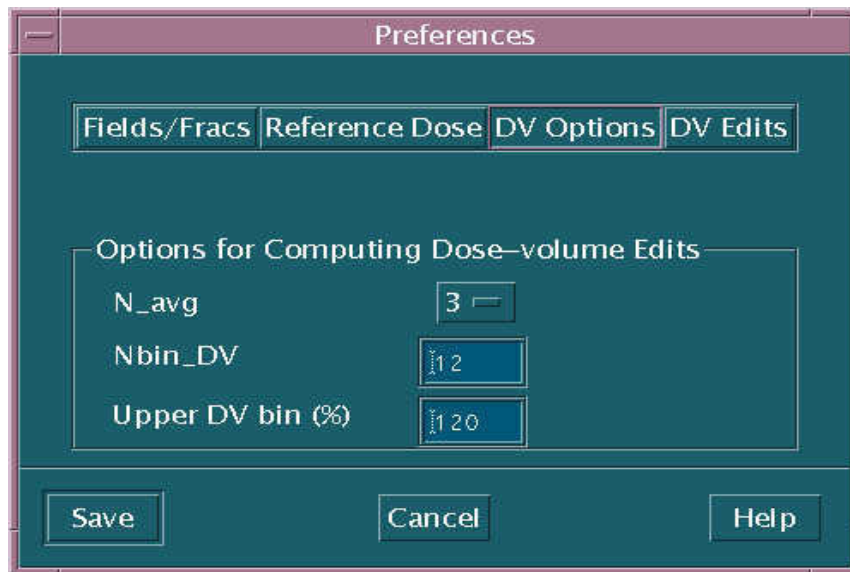 Preferences
Fields/Fracs Reference Dose DV Options DV Edits
Options for Computing Dose–volume Edits
N_avg 3
Nbin_DV 12
Upper DV bin (%) 120
Save Cancel Help